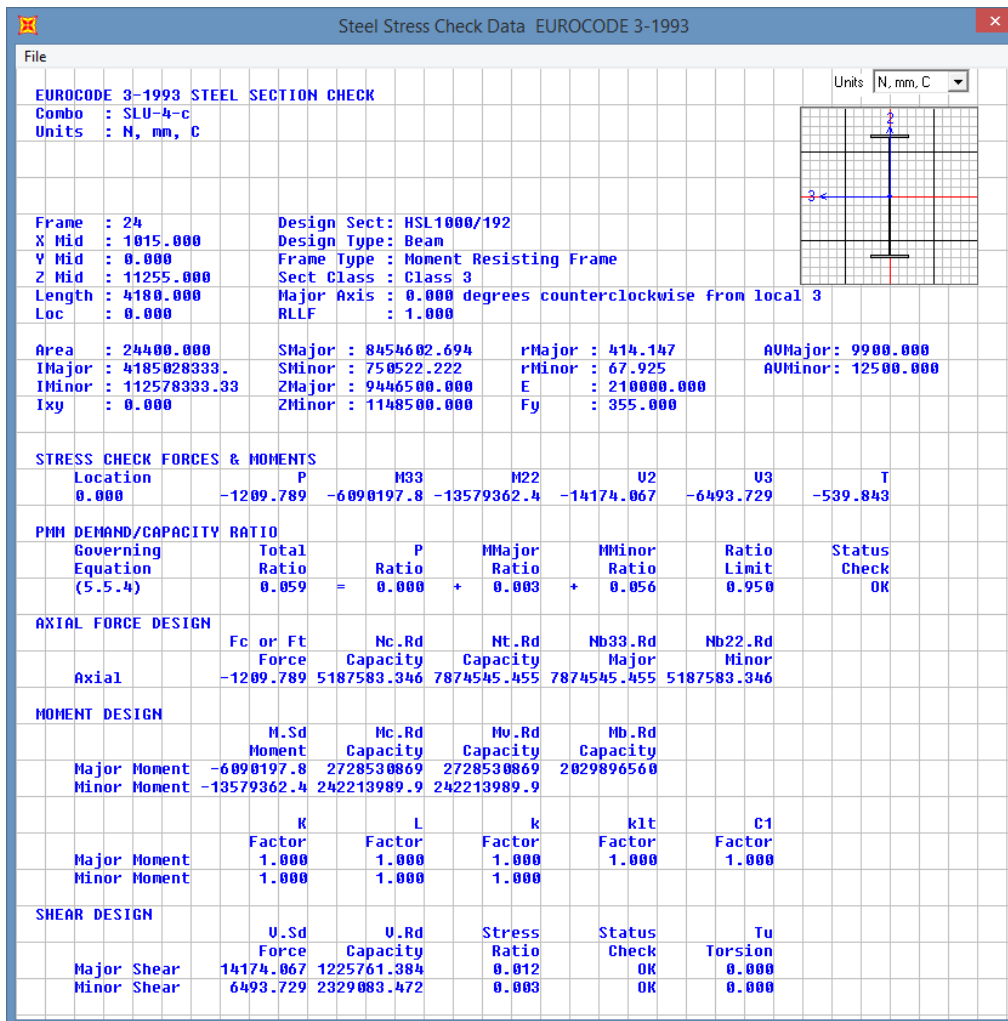 Steel Stress Check Data EUROCODE 3-1993
File
Units N, mm, C
EUROCODE 3-1993 STEEL SECTION CHECK
Combo : SLU-4-c
Units : N, mm, C
2
3
Frame : 24 Design Sect: HSL1000/192
X Mid : 1015.000 Design Type: Beam
Y Mid : 0.000 Frame Type : Moment Resisting Frame
Z Mid : 11255.000 Sect Class : Class 3
Length : 4180.000 Major Axis : 0.000 degrees counterclockwise from local 3
Loc : 0.000 RLLF : 1.000
Area : 24400.000 SMajor : 8454602.694 rMajor : 414.147 AVMajor: 9900.000
IMajor : 4185028333. SMinor : 750522.222 rMinor : 67.925 AVMinor: 12500.000
IMinor : 112578333.33 ZMajor : 9446500.000 E : 210000.000
Ixy : 0.000 ZMinor : 1148500.000 Fy : 355.000
STRESS CHECK FORCES & MOMENTS
Location P M33 M22 V2 V3 T
0.000 -1209.789 -6090197.8 -13579362.4 -14174.067 -6493.729 -539.843
PMM DEMAND/CAPACITY RATIO
Governing Total P MMajor MMinor Ratio Status
Equation Ratio Ratio Ratio Ratio Limit Check
(5.5.4) 0.059 = 0.000 + 0.003 + 0.056 0.950 OK
AXIAL FORCE DESIGN
Fc or Ft Nc.Rd Nt.Rd Nb33.Rd Nb22.Rd
Force Capacity Capacity Major Minor
Axial -1209.789 5187583.346 7874545.455 7874545.455 5187583.346
MOMENT DESIGN
M.Sd Mc.Rd Mv.Rd Mb.Rd
Moment Capacity Capacity Capacity
Major Moment -6090197.8 2728530869 2728530869 2029896560
Minor Moment -13579362.4 242213989.9 242213989.9
K L k klt C1
Factor Factor Factor Factor Factor
Major Moment 1.000 1.000 1.000 1.000 1.000
Minor Moment 1.000 1.000 1.000
SHEAR DESIGN
V.Sd V.Rd Stress Status Tu
Force Capacity Ratio Check Torsion
Major Shear 14174.067 1225761.384 0.012 OK 0.000
Minor Shear 6493.729 2329083.472 0.003 OK 0.000